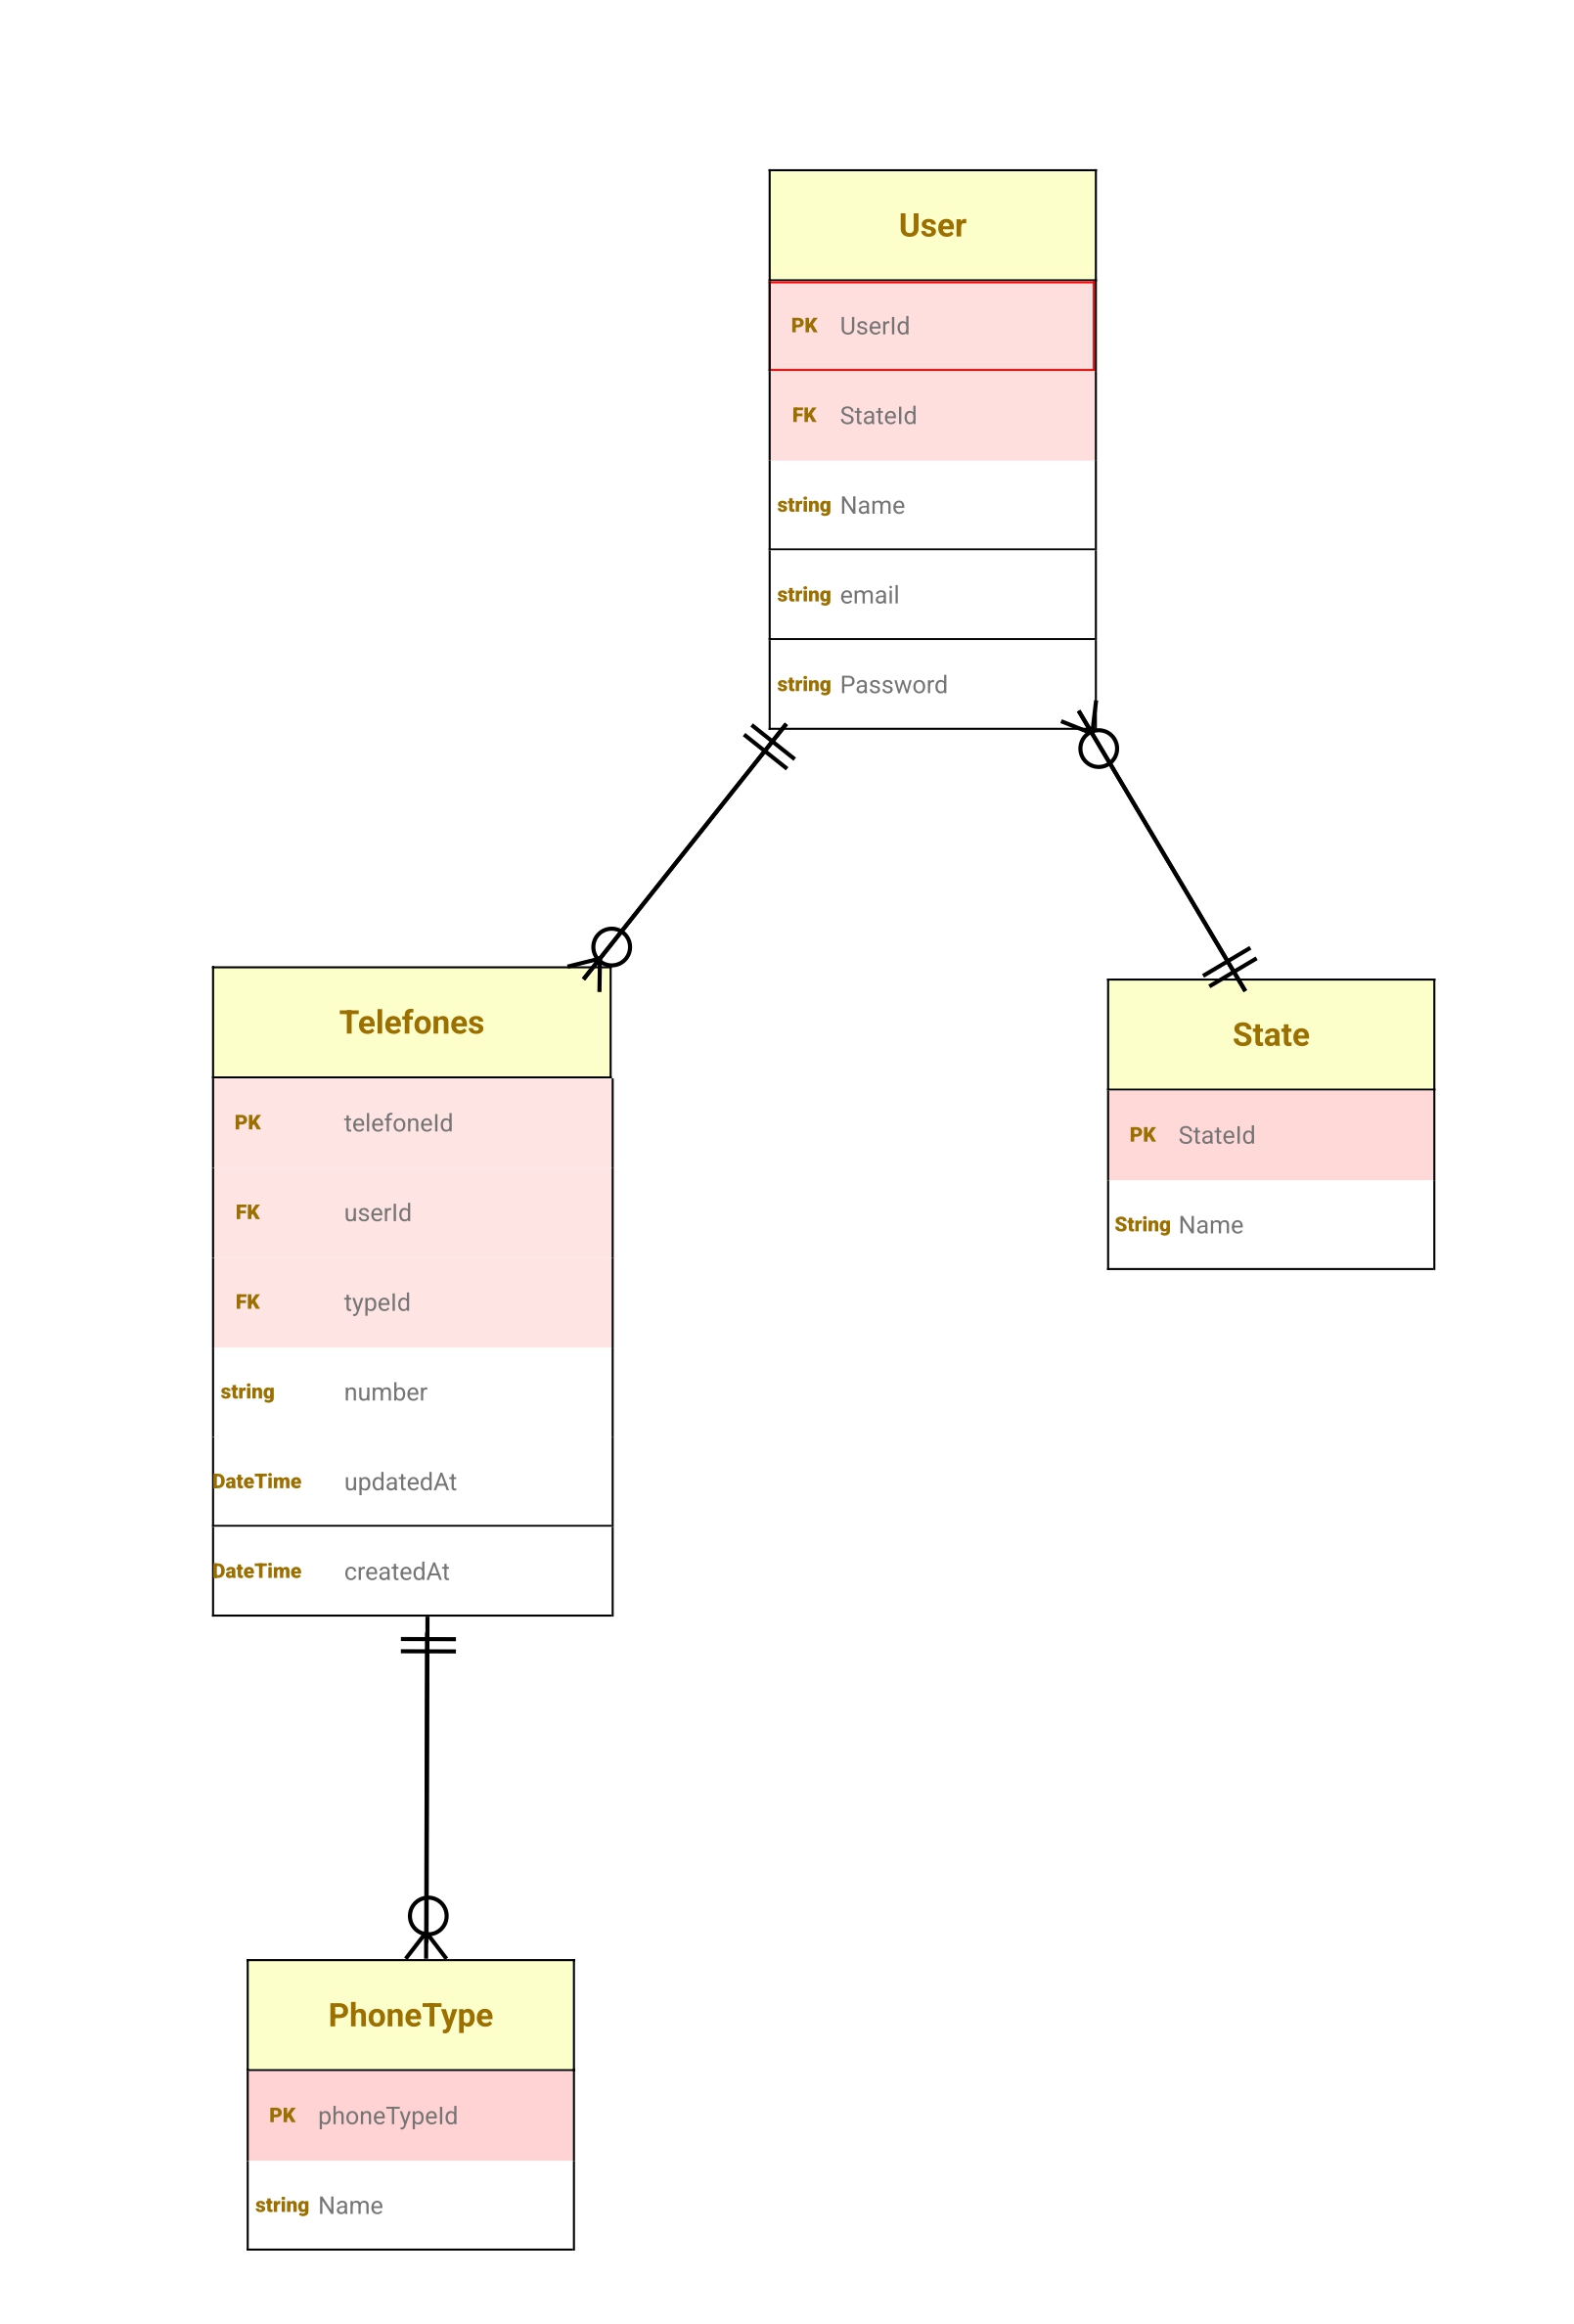 User
PK UserId
FK StateId
string Name
string email
string Password
Telefones
PK telefoneId
FK userId
FK typeId
string number
DateTime updatedAt
DateTime createdAt
State
PK StateId
String Name
PhoneType
PK phoneTypeId
string Name